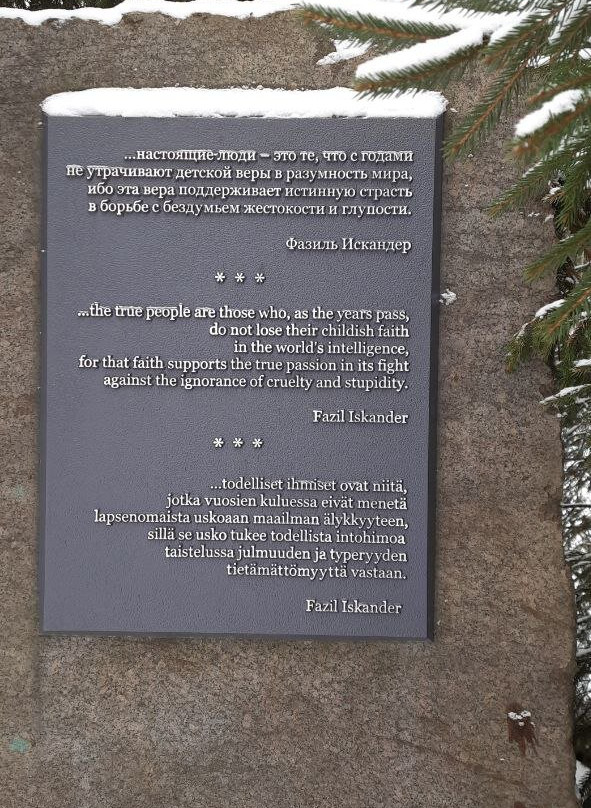 ...настоящие люди – это те, что с годами
не утрачивают детской веры в разумность мира,
ибо эта вера поддерживает истинную страсть
в борьбе с бездумьем жестокости и глупости.
Фазиль Искандер
* * *
...the true people are those who, as the years pass,
do not lose their childish faith
in the world's intelligence,
for that faith supports the true passion in its fight
against the ignorance of cruelty and stupidity.
Fazil Iskander
* * *
...todelliset ihmiset ovat niitä,
jotka vuosien kuluessa eivät menetä
lapsenomaista uskoaan maailman älykkyyteen,
sillä se usko tukee todellista intohimoa
taistelussa julmuuden ja typeryyden
tietämättömyyttä vastaan.
Fazil Iskander